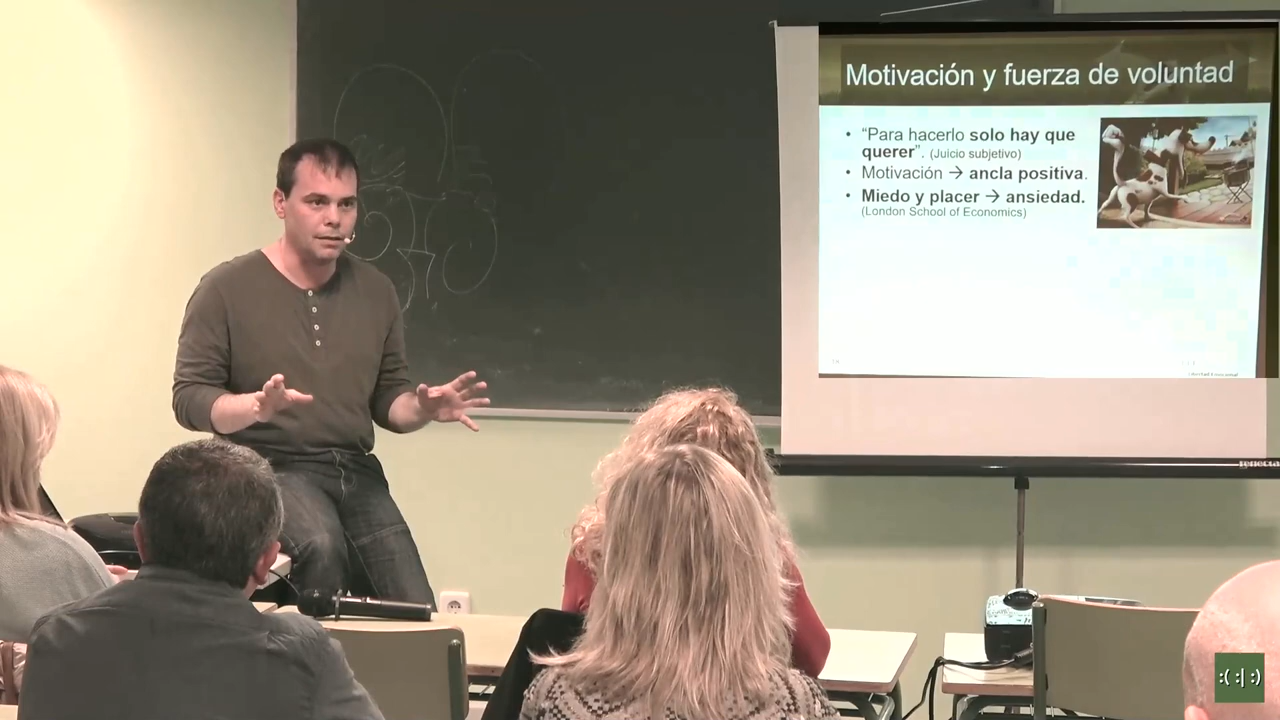 Motivación y fuerza de voluntad
• “Para hacerlo solo hay que
querer”. (Juicio subjetivo)
• Motivación → ancla positiva.
• Miedo y placer → ansiedad.
(London School of Economics)
:( :| :)